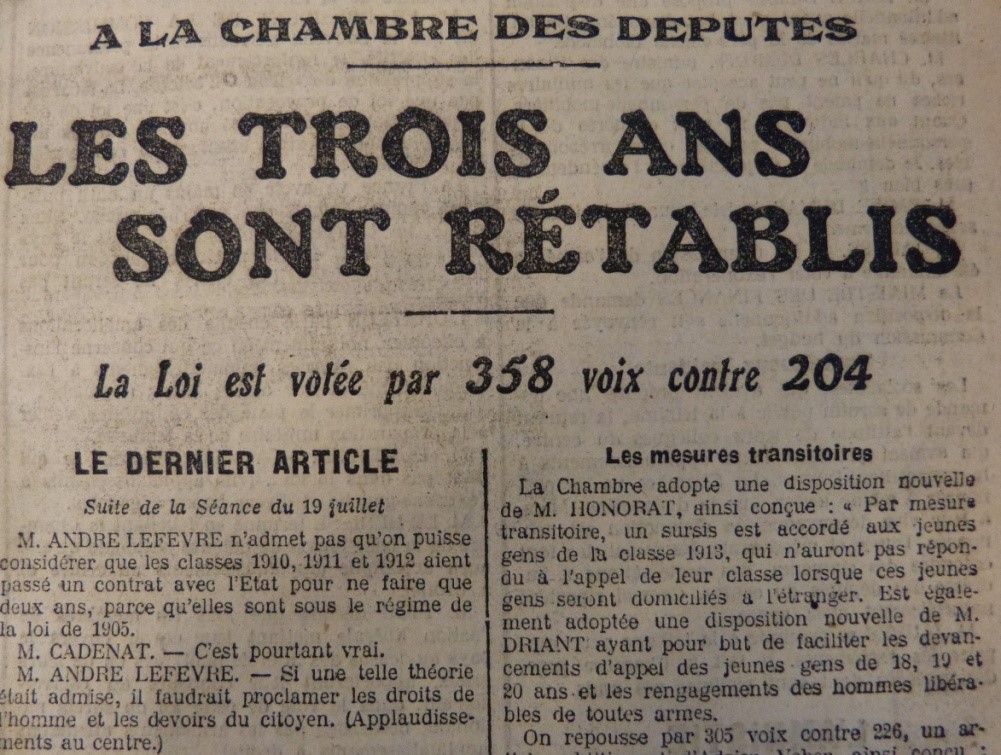 A LA CHAMBRE DES DEPUTES
LES TROIS ANS
SONT RÉTABLIS
La Loi est votée par 358 voix contre 204
LE DERNIER ARTICLE
Suite de la Séance du 19 juillet
M. ANDRE LEFEVRE n'admet pas qu'on puisse
considérer que les classes 1910, 1911 et 1912 aient
passé un contrat avec l'Etat pour ne faire que
deux ans, parce qu'elles sont sous le régime de
la loi de 1905.
M. CADENAT. — C'est pourtant vrai.
M. ANDRE LEFEVRE. — Si une telle théorie
était admise, il faudrait proclamer les droits de
l'homme et les devoirs du citoyen. (Applaudisse-
ments au centre.)
Les mesures transitoires
La Chambre adopte une disposition nouvelle
de M. HONORAT, ainsi conçue : « Par mesure
transitoire, un sursis est accordé aux jeunes
gens de la classe 1913, qui n'auront pas répon-
du à l'appel de leur classe lorsque ces jeunes
gens seront domiciliés a l'étranger. Est égale-
ment adoptée une disposition nouvelle de M.
DRIANT ayant pour but de faciliter les devan-
cements d'appel des jeunes gens de 18, 19 et
20 ans et les rengagements des hommes libéra-
bles de toutes armes.
On repousse par 305 voix contre 226, un ar-